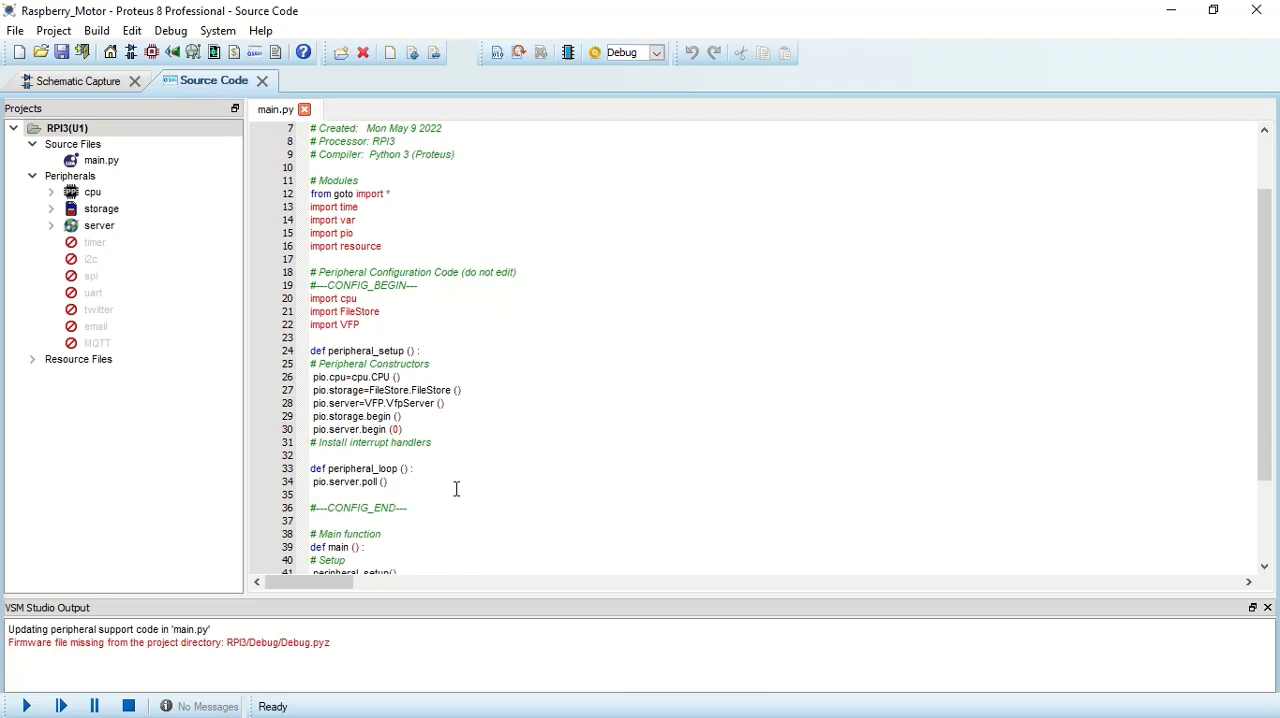 Raspberry_Motor - Proteus 8 Professional - Source Code
File Project Build Edit Debug System Help
Debug
Schematic Capture Source Code
Projects
main.py
RPI3(U1)
Source Files
main.py
Peripherals
cpu
storage
server
timer
i2c
spi
uart
twitter
email
MQTT
Resource Files
7 # Created: Mon May 9 2022
8 # Processor: RPI3
9 # Compiler: Python 3 (Proteus)
10
11 # Modules
12 from goto import *
13 import time
14 import var
15 import pio
16 import resource
17
18 # Peripheral Configuration Code (do not edit)
19 #---CONFIG_BEGIN---
20 import cpu
21 import FileStore
22 import VFP
23
24 def peripheral_setup () :
25 # Peripheral Constructors
26 pio.cpu=cpu.CPU ()
27 pio.storage=FileStore.FileStore ()
28 pio.server=VFP.VfpServer ()
29 pio.storage.begin ()
30 pio.server.begin (0)
31 # Install interrupt handlers
32
33 def peripheral_loop () :
34 pio.server.poll ()
35
36 #---CONFIG_END---
37
38 # Main function
39 def main () :
40 # Setup
41 peripheral_setup()
VSM Studio Output
Updating peripheral support code in 'main.py'
Firmware file missing from the project directory: RPI3/Debug/Debug.pyz
No Messages
Ready